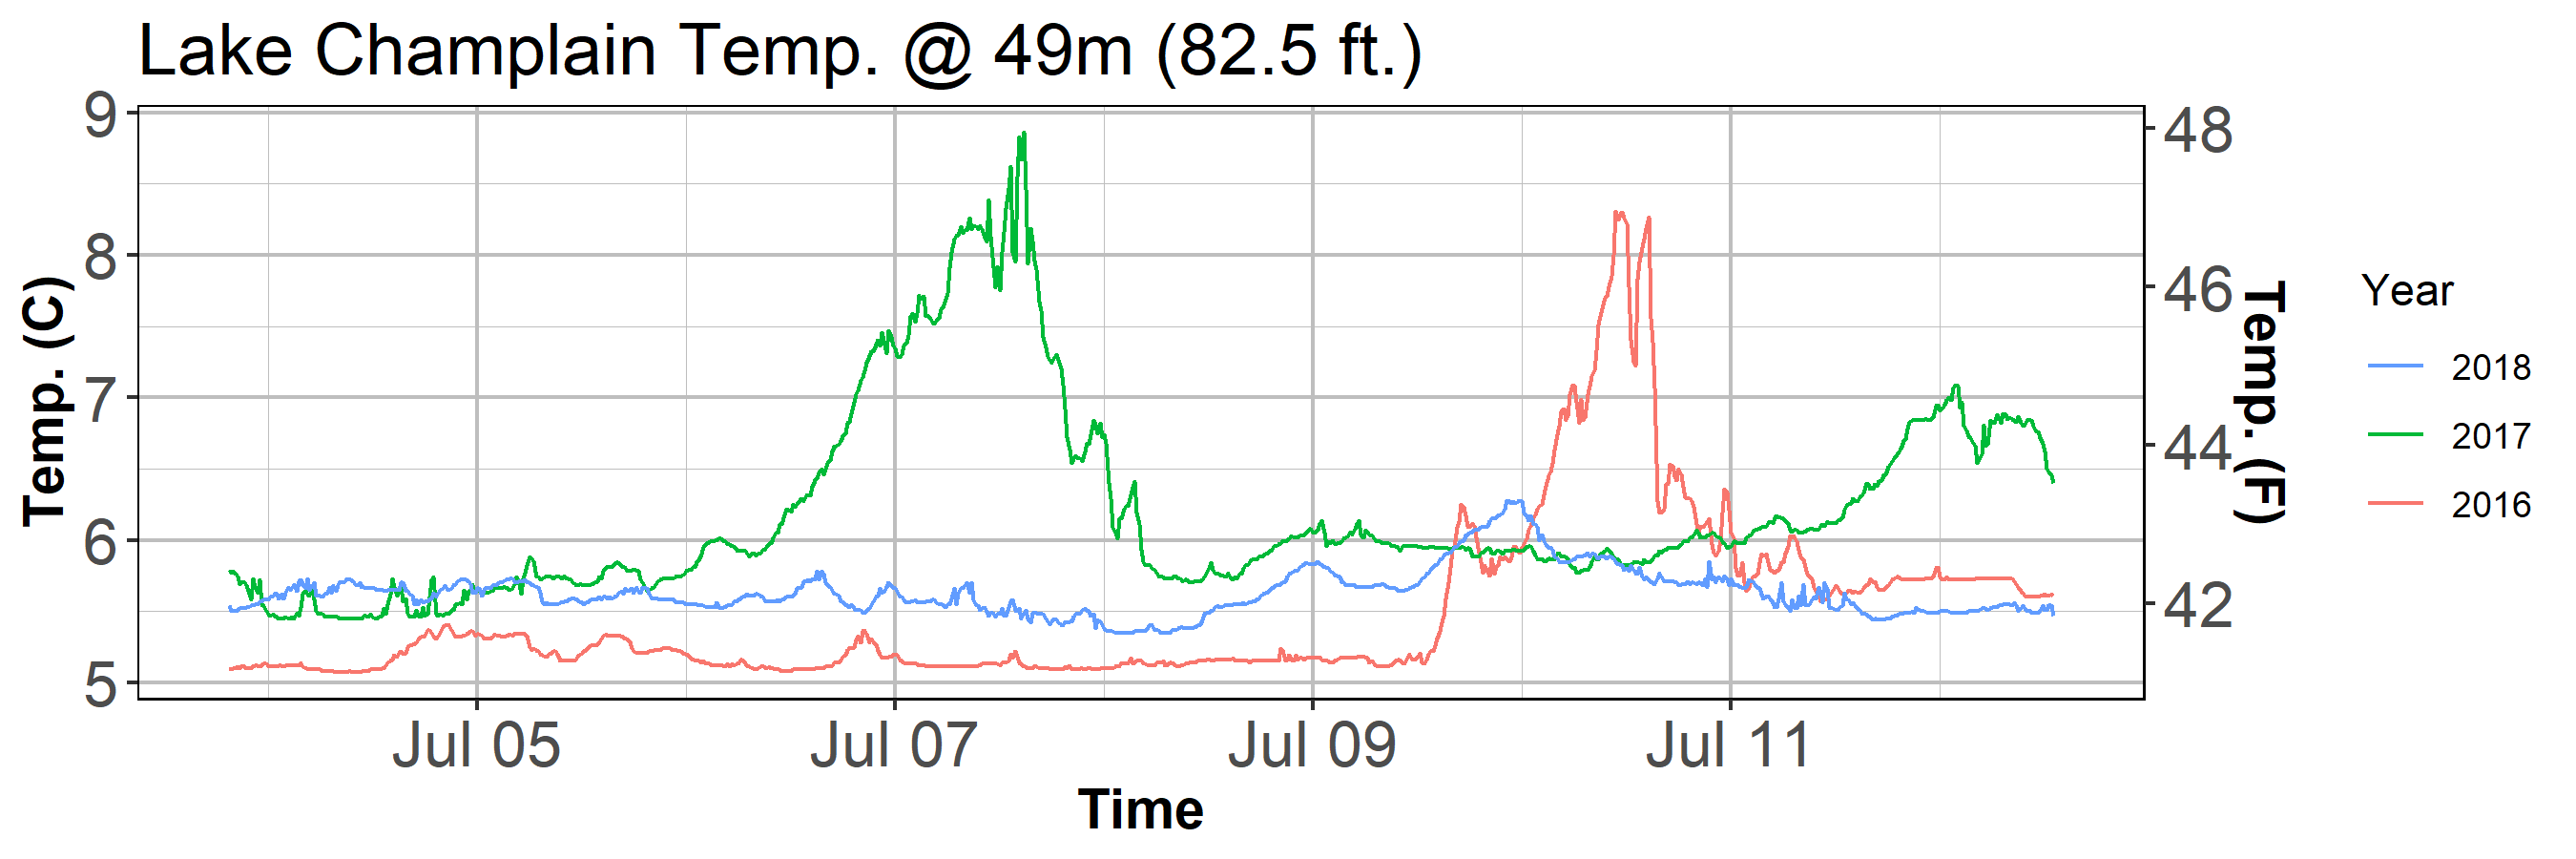 Lake Champlain Temp. @ 49m (82.5 ft.)
Temp. (C)
9
8
7
6
5
48
46
44
42
Temp. (F)
Jul 05
Jul 07
Jul 09
Jul 11
Time
Year
2018
2017
2016